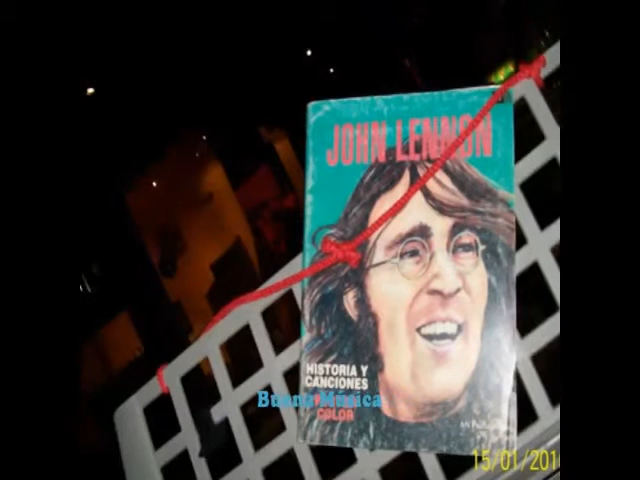 JOHN LENNON
HISTORIA Y
CANCIONES
Buena Música
COLOR
15/01/201